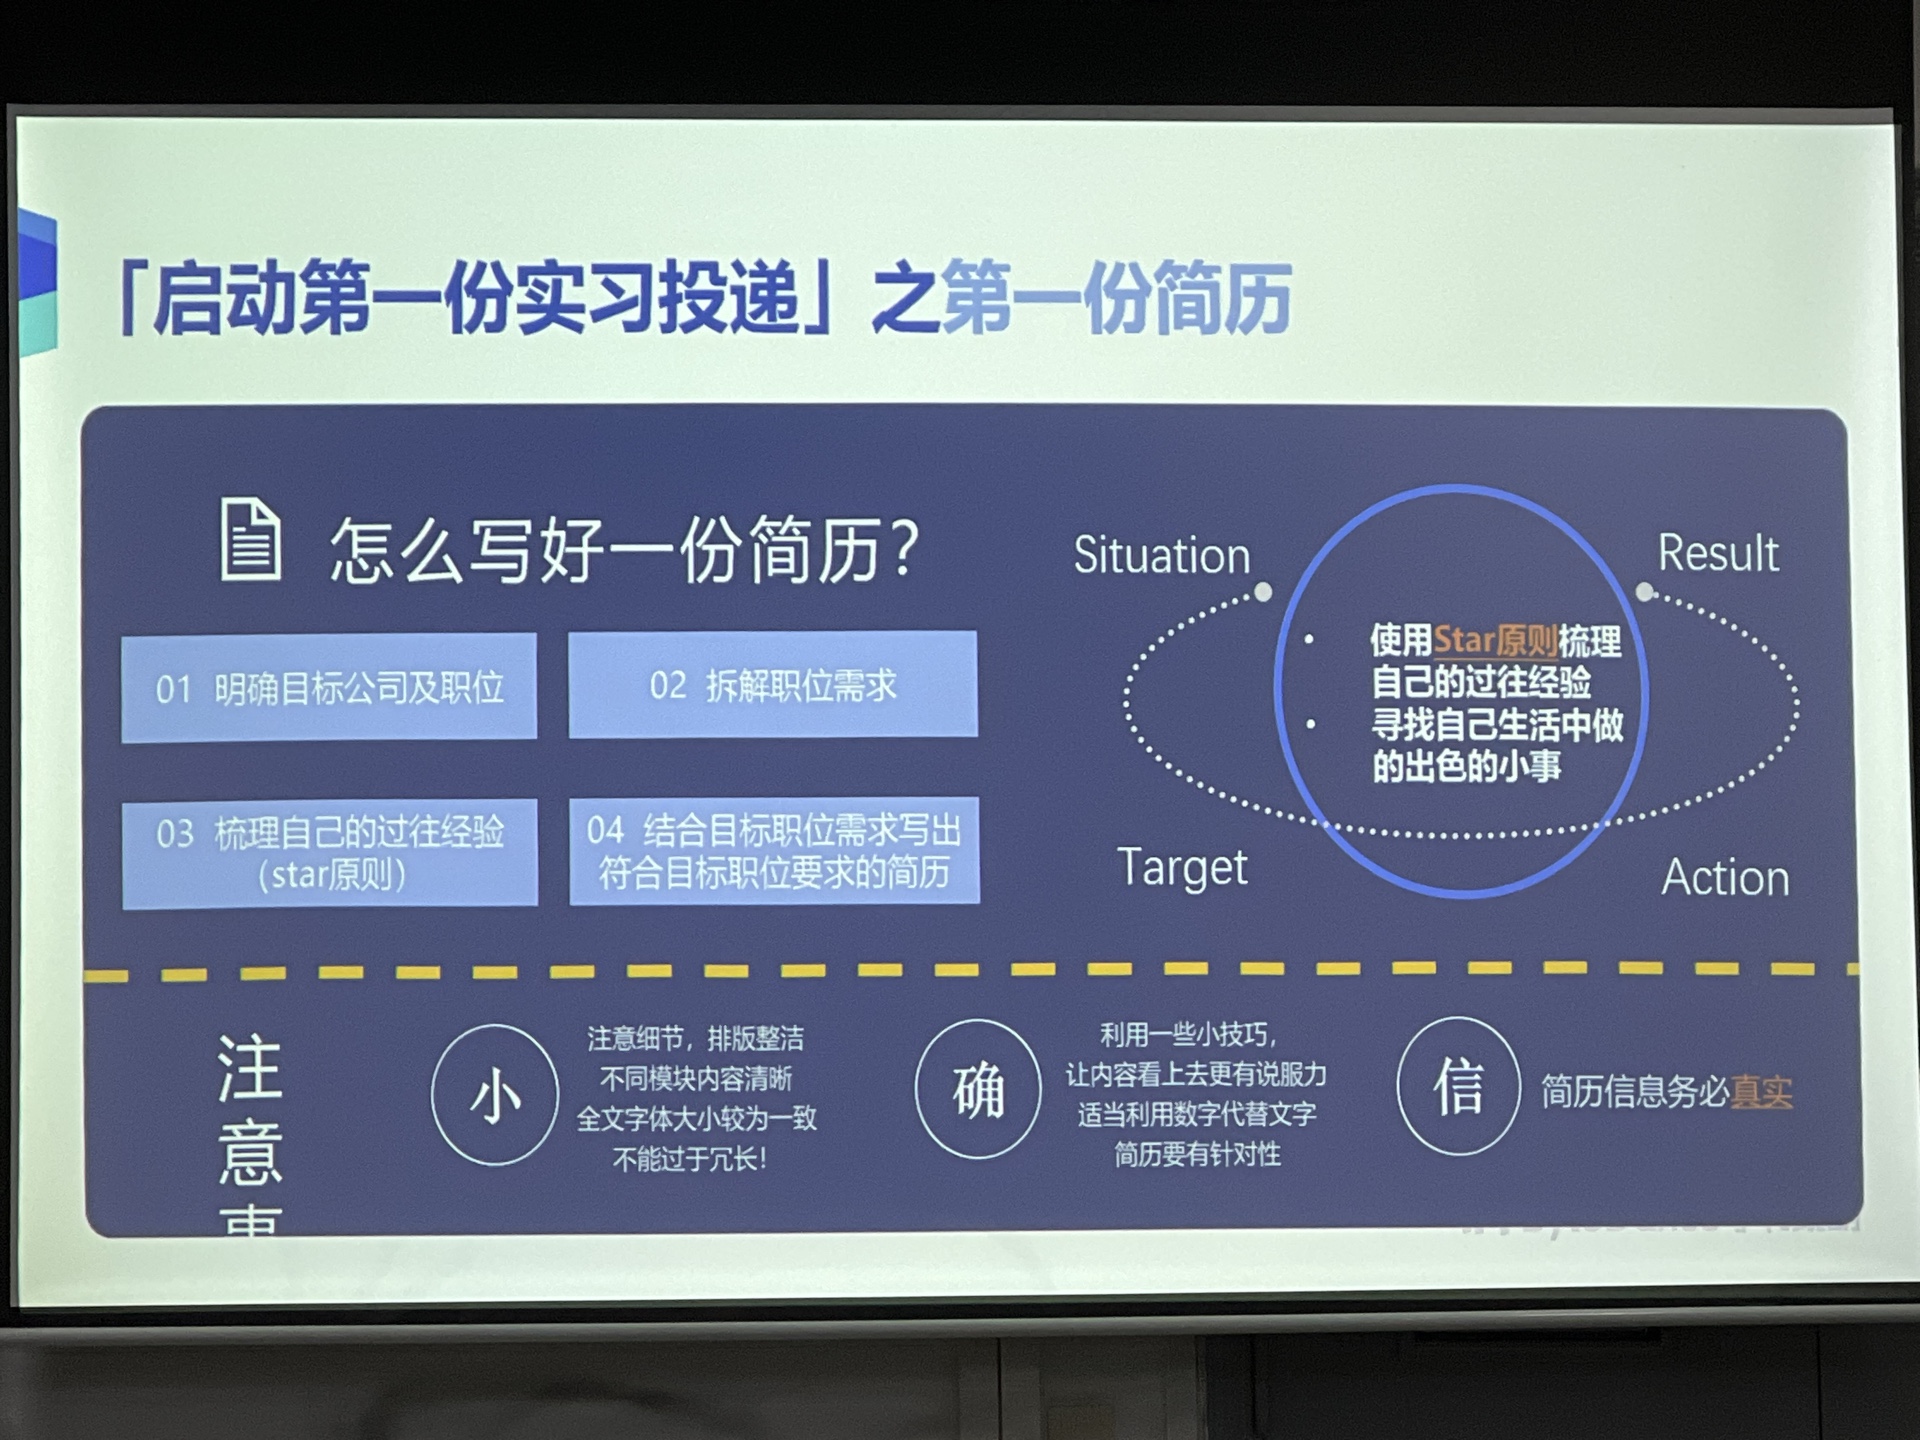 「启动第一份实习投递」之第一份简历
怎么写好一份简历？
01 明确目标公司及职位
02 拆解职位需求
03 梳理自己的过往经验
(star原则)
04 结合目标职位需求写出
符合目标职位要求的简历
Situation
Result
• 使用Star原则梳理
自己的过往经验
• 寻找自己生活中做
的出色的小事
Target
Action
注
意
小
注意细节，排版整洁
不同模块内容清晰
全文字体大小较为一致
不能过于冗长！
确
利用一些小技巧，
让内容看上去更有说服力
适当利用数字代替文字
简历要有针对性
信
简历信息务必真实